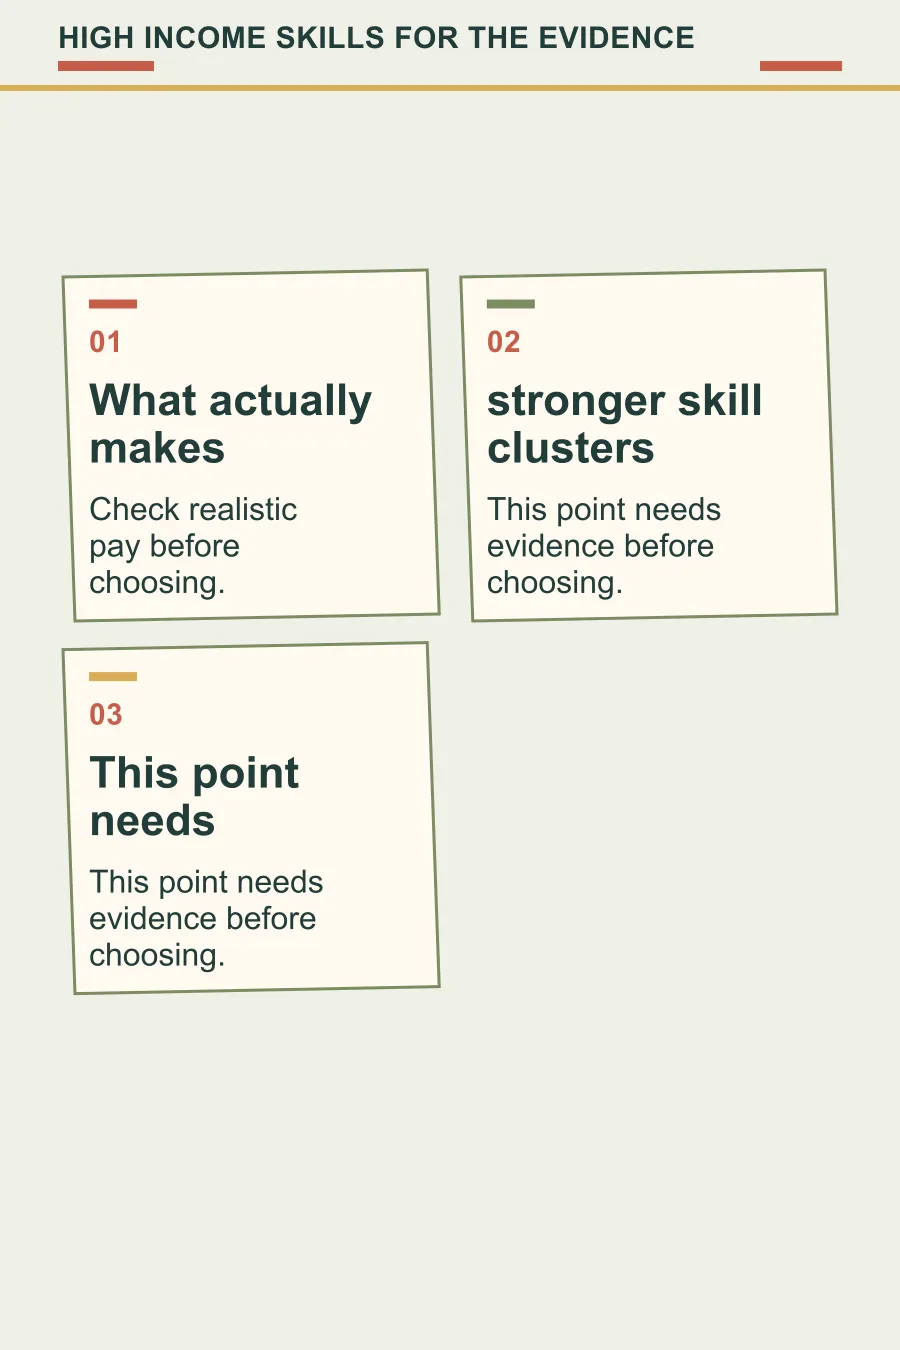 HIGH INCOME SKILLS FOR THE EVIDENCE
01
What actually
makes
Check realistic
pay before
choosing.
02
stronger skill
clusters
This point needs
evidence before
choosing.
03
This point
needs
This point needs
evidence before
choosing.